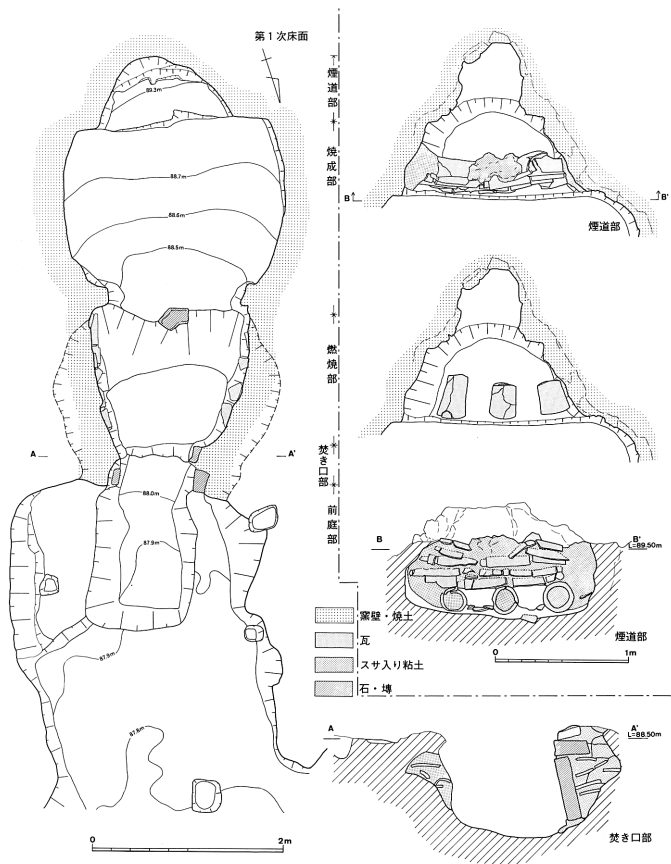 第1次床面
89.3m
88.7m
88.6m
88.5m
A
A'
88.0m
87.9m
87.9m
87.8m
0
2m
煙道部
焼成部
燃焼部
焚き口部
前庭部
B
B'
煙道部
B
B'
L=89.50m
煙道部
0
1m
窯壁・焼土
瓦
スサ入り粘土
石・塼
A
A'
L=88.50m
焚き口部